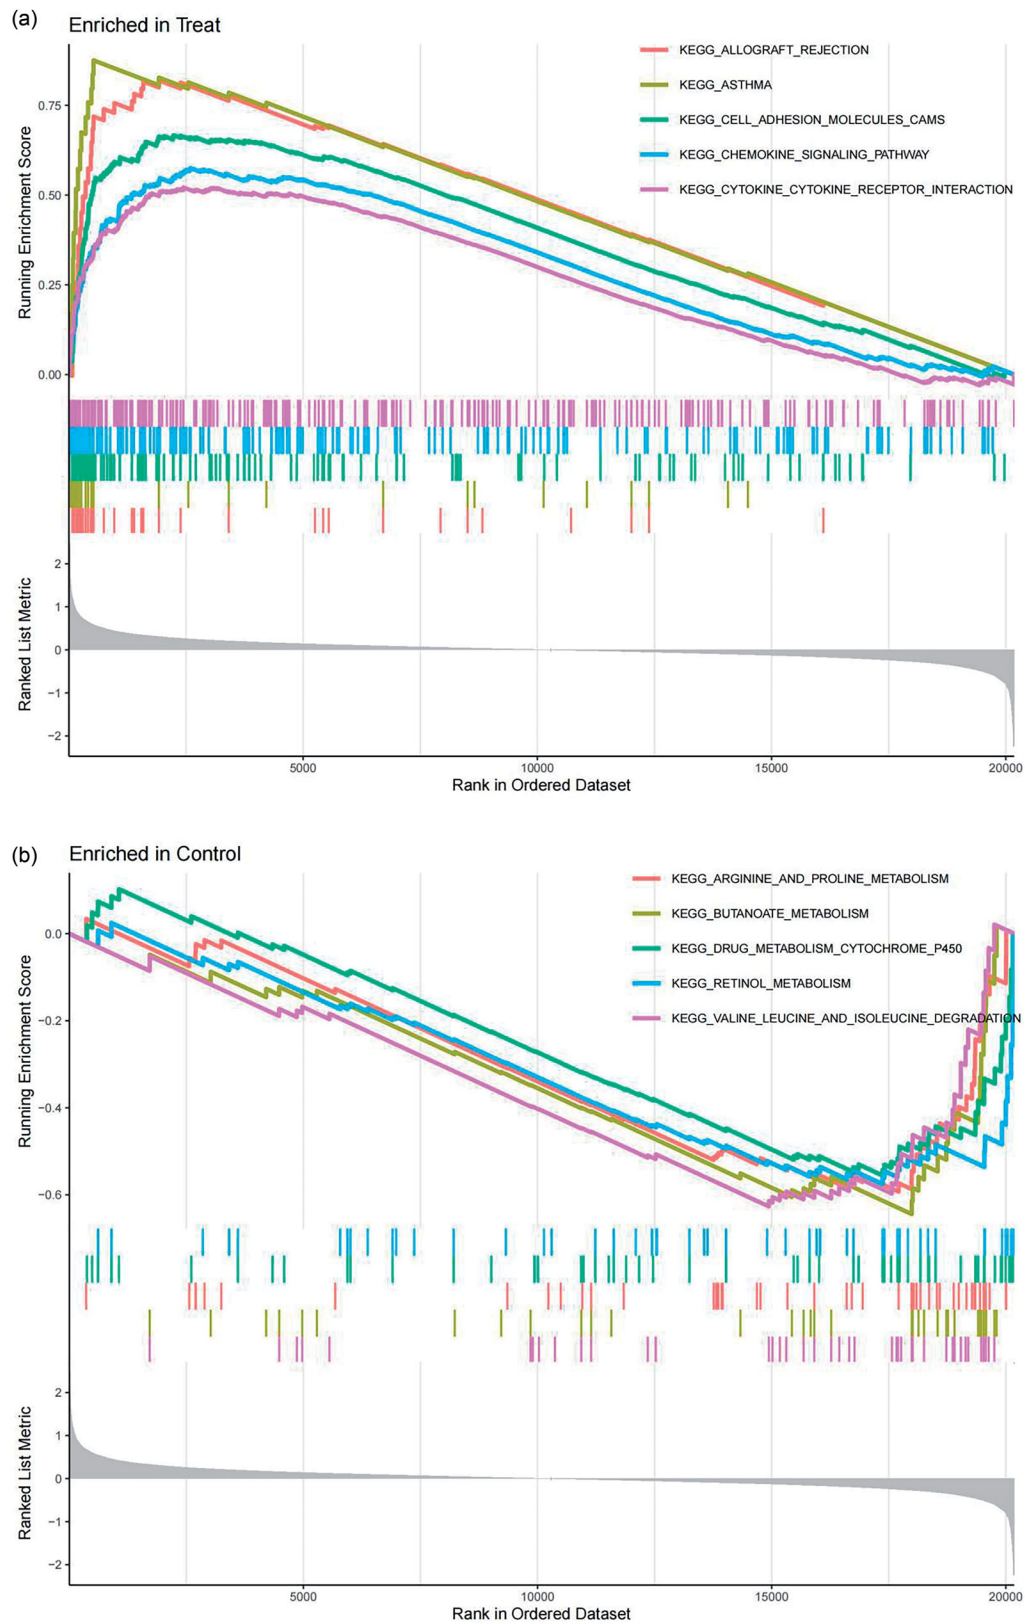 (a)
Enriched in Treat
KEGG_ALLOGRAFT_REJECTION
KEGG_ASTHMA
KEGG_CELL_ADHESION_MOLECULES_CAMS
KEGG_CHEMOKINE_SIGNALING_PATHWAY
KEGG_CYTOKINE_CYTOKINE_RECEPTOR_INTERACTION
Running Enrichment Score
0.75
0.50
0.25
0.00
Ranked List Metric
2
1
0
−1
−2
5000 10000 15000 20000
Rank in Ordered Dataset
(b)
Enriched in Control
KEGG_ARGININE_AND_PROLINE_METABOLISM
KEGG_BUTANOATE_METABOLISM
KEGG_DRUG_METABOLISM_CYTOCHROME_P450
KEGG_RETINOL_METABOLISM
KEGG_VALINE_LEUCINE_AND_ISOLEUCINE_DEGRADATION
Running Enrichment Score
0.0
−0.2
−0.4
−0.6
Ranked List Metric
2
1
0
−1
−2
5000 10000 15000 20000
Rank in Ordered Dataset